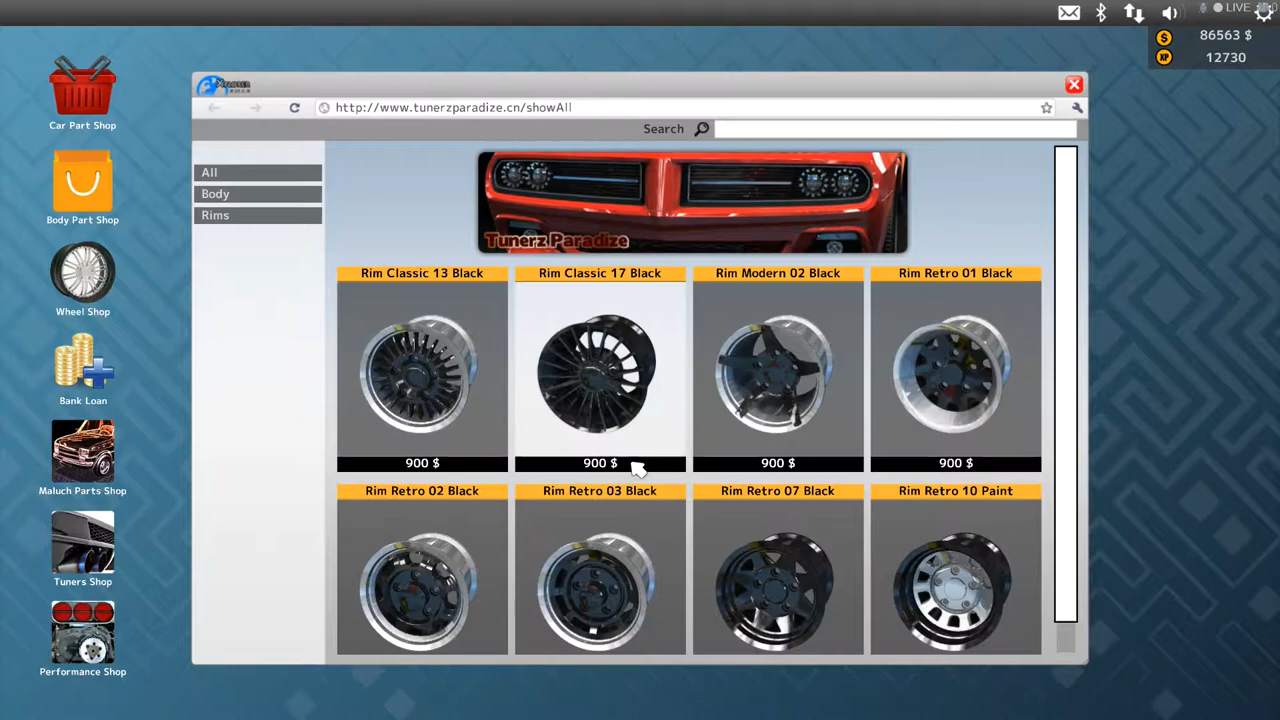 LIVE
86563 $
XP
12730
Car Part Shop
Body Part Shop
Wheel Shop
Bank Loan
Maluch Parts Shop
Tuners Shop
Performance Shop
http://www.tunerzparadize.cn/showAll
Search
All
Body
Rims
Tunerz Paradize
Rim Classic 13 Black
Rim Classic 17 Black
Rim Modern 02 Black
Rim Retro 01 Black
900 $
900 $
900 $
900 $
Rim Retro 02 Black
Rim Retro 03 Black
Rim Retro 07 Black
Rim Retro 10 Paint